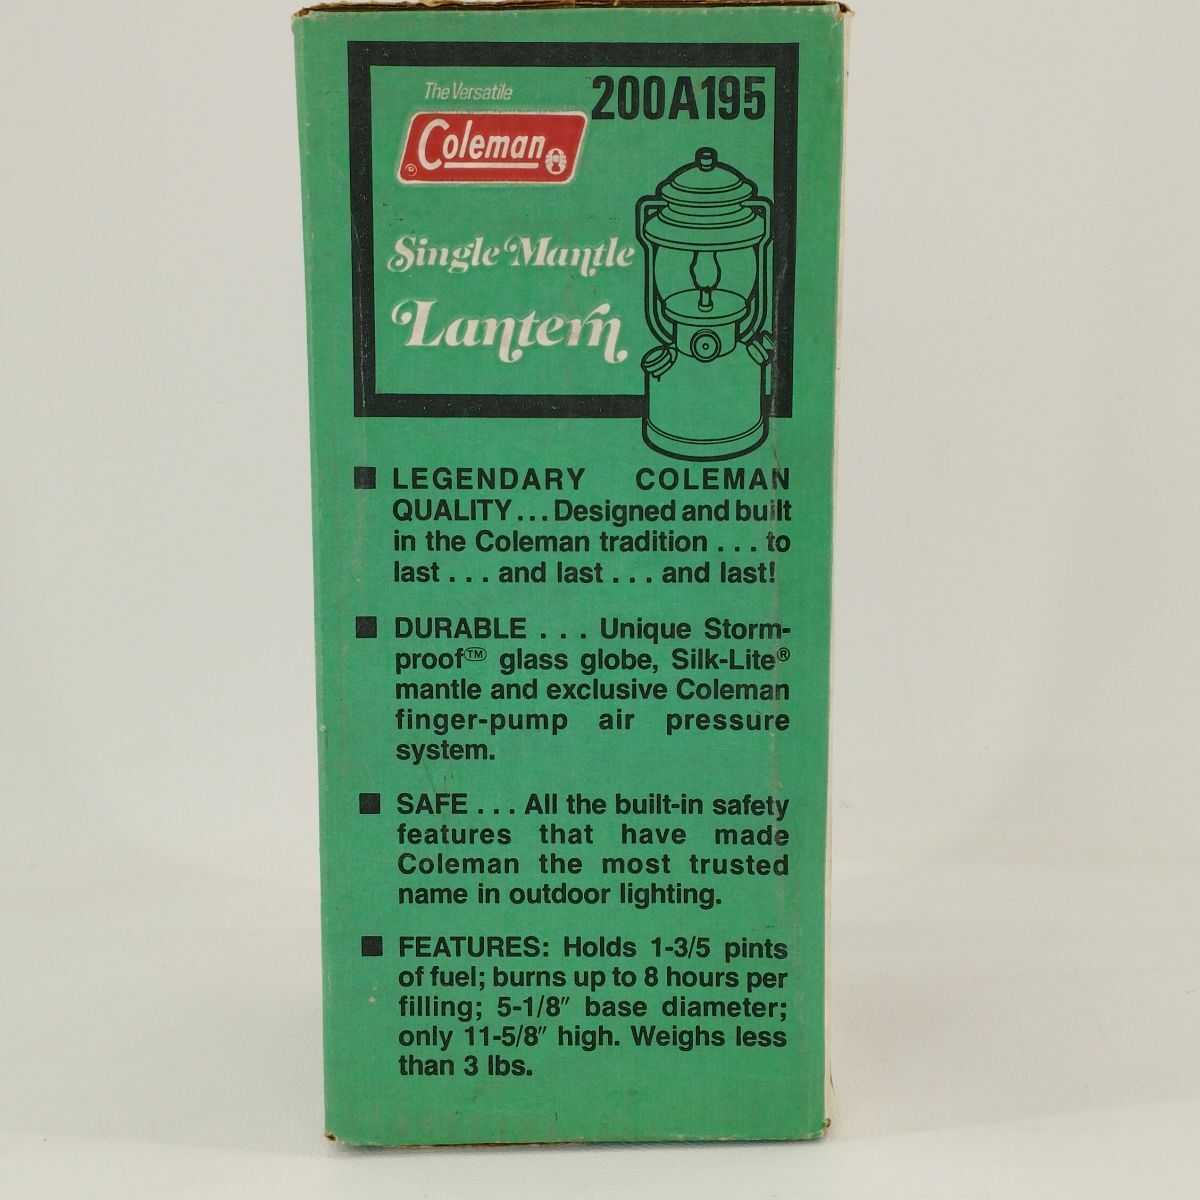 The Versatile
200A195
Coleman
Single Mantle
Lantern
■ LEGENDARY COLEMAN
QUALITY... Designed and built
in the Coleman tradition . . . to
last . . . and last . . . and last!
■ DURABLE . . . Unique Storm-
proof™ glass globe, Silk-Lite®
mantle and exclusive Coleman
finger-pump air pressure
system.
■ SAFE . . . All the built-in safety
features that have made
Coleman the most trusted
name in outdoor lighting.
■ FEATURES: Holds 1-3/5 pints
of fuel; burns up to 8 hours per
filling; 5-1/8″ base diameter;
only 11-5/8″ high. Weighs less
than 3 lbs.